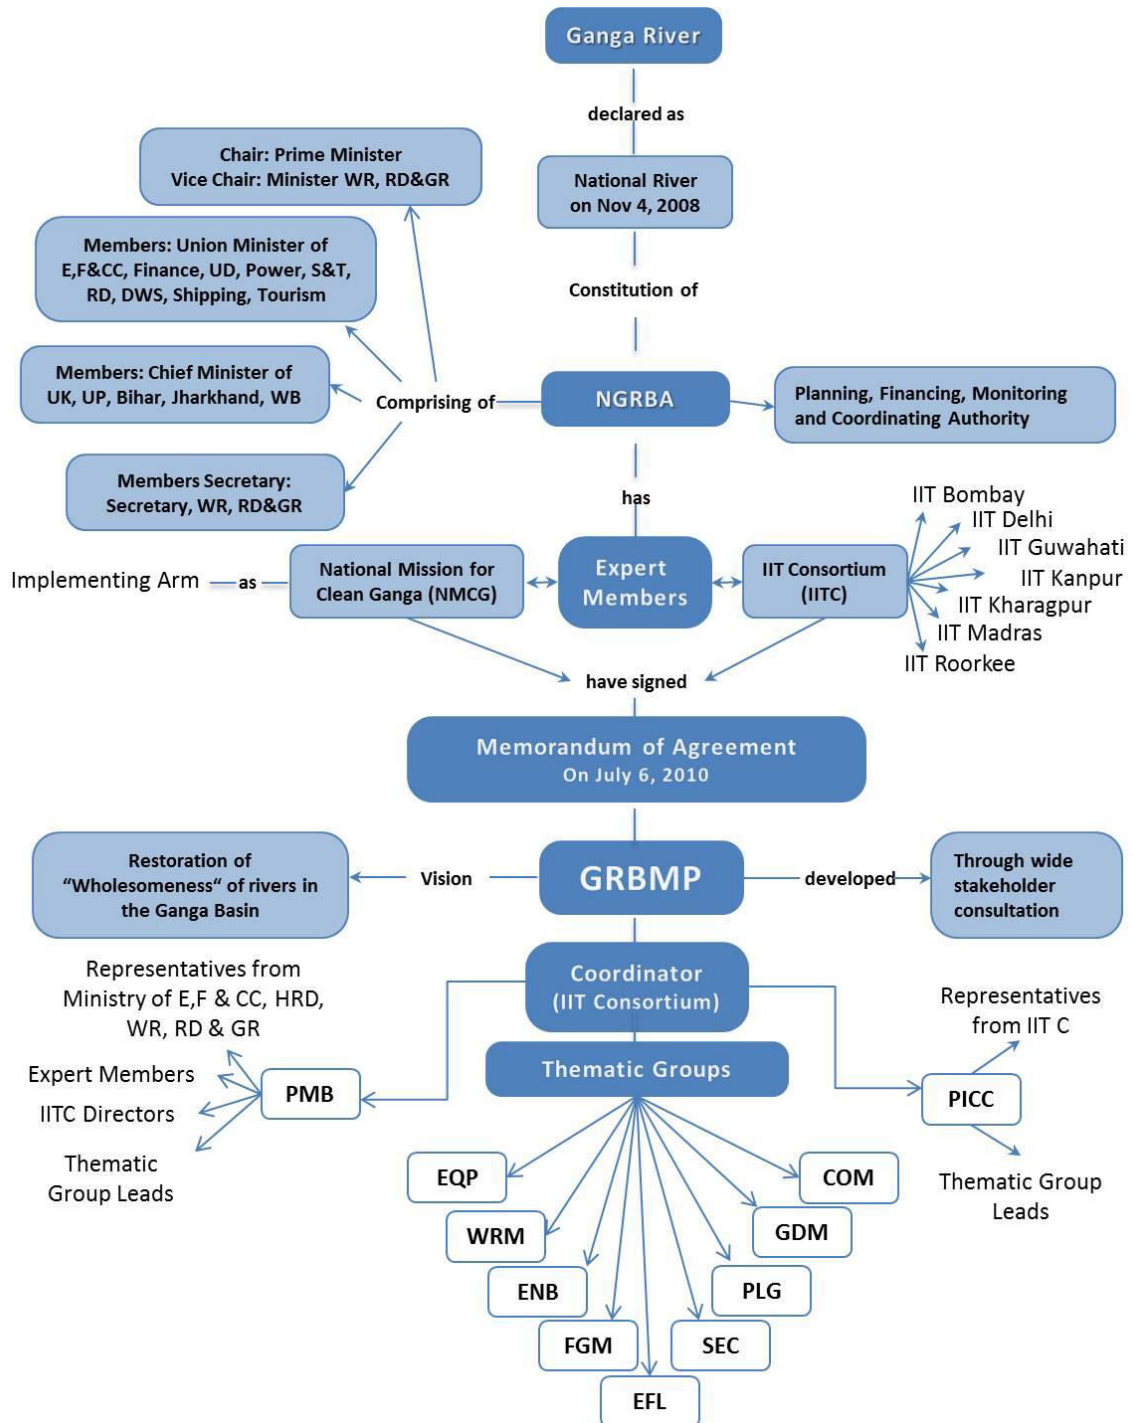 Ganga River
declared as
National River
on Nov 4, 2008
Constitution of
Chair: Prime Minister
Vice Chair: Minister WR, RD&GR
Members: Union Minister of
E,F&CC, Finance, UD, Power, S&T,
RD, DWS, Shipping, Tourism
Members: Chief Minister of
UK, UP, Bihar, Jharkhand, WB
Members Secretary:
Secretary, WR, RD&GR
Comprising of
NGRBA
Planning, Financing, Monitoring
and Coordinating Authority
has
Implementing Arm
as
National Mission for
Clean Ganga (NMCG)
Expert
Members
IIT Consortium
(IITC)
IIT Bombay
IIT Delhi
IIT Guwahati
IIT Kanpur
IIT Kharagpur
IIT Madras
IIT Roorkee
have signed
Memorandum of Agreement
On July 6, 2010
Restoration of
“Wholesomeness“ of rivers in
the Ganga Basin
Vision
GRBMP
developed
Through wide
stakeholder
consultation
Coordinator
(IIT Consortium)
Thematic Groups
Representatives from
Ministry of E,F & CC, HRD,
WR, RD & GR
Expert Members
IITC Directors
Thematic
Group Leads
PMB
Representatives
from IIT C
PICC
Thematic Group
Leads
EQP
WRM
ENB
FGM
EFL
SEC
PLG
GDM
COM